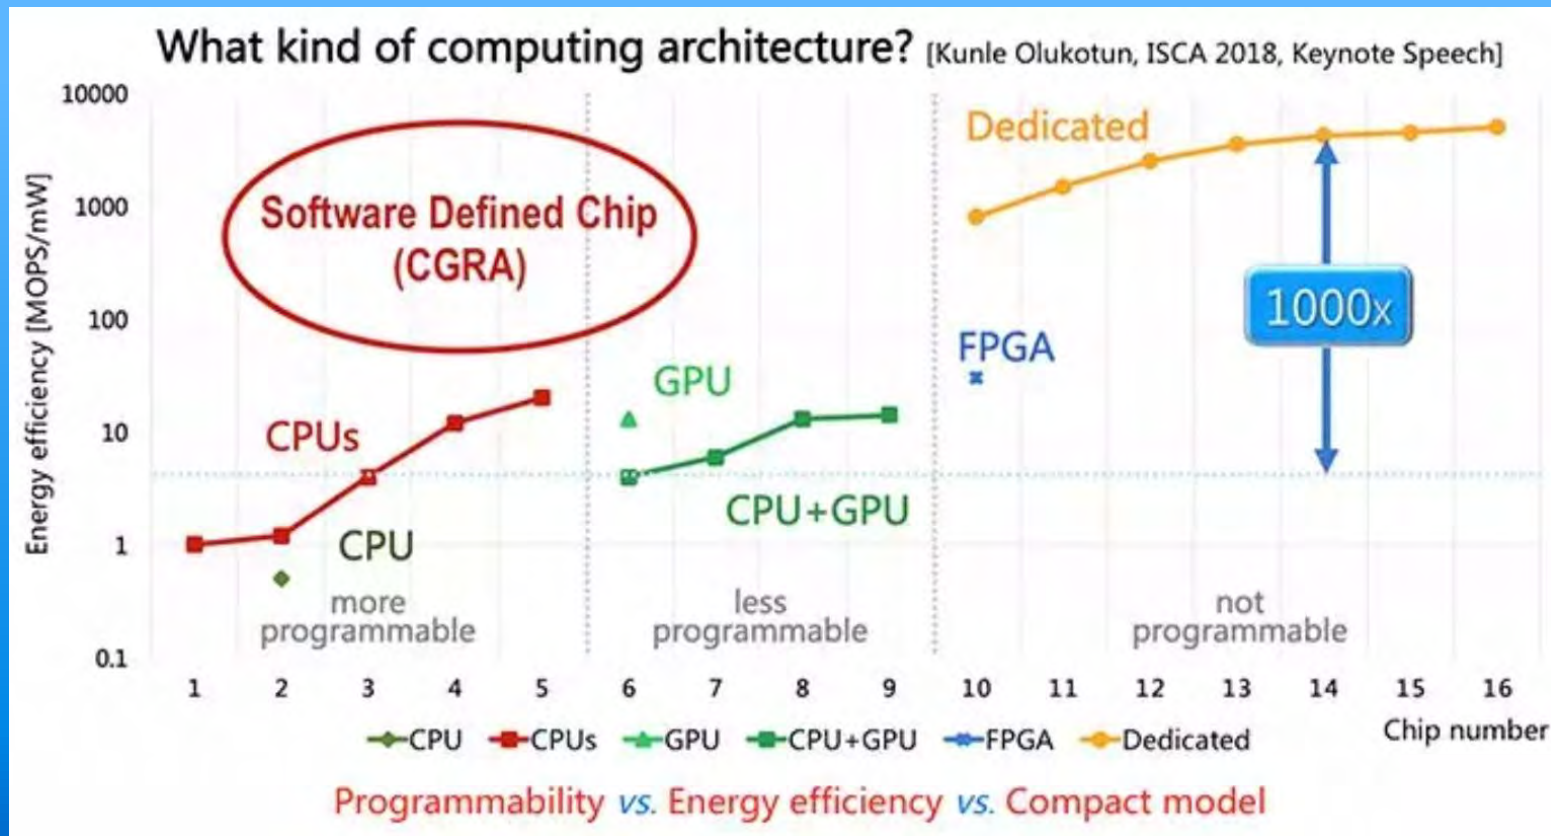 What kind of computing architecture? [Kunle Olukotun, ISCA 2018, Keynote Speech]
Energy efficiency [MOPS/mW]
10000
1000
100
10
1
0.1
Software Defined Chip
(CGRA)
Dedicated
1000x
FPGA
GPU
CPUs
CPU+GPU
CPU
more
programmable
less
programmable
not
programmable
1 2 3 4 5 6 7 8 9 10 11 12 13 14 15 16
Chip number
CPU CPUs GPU CPU+GPU FPGA Dedicated
Programmability vs. Energy efficiency vs. Compact model